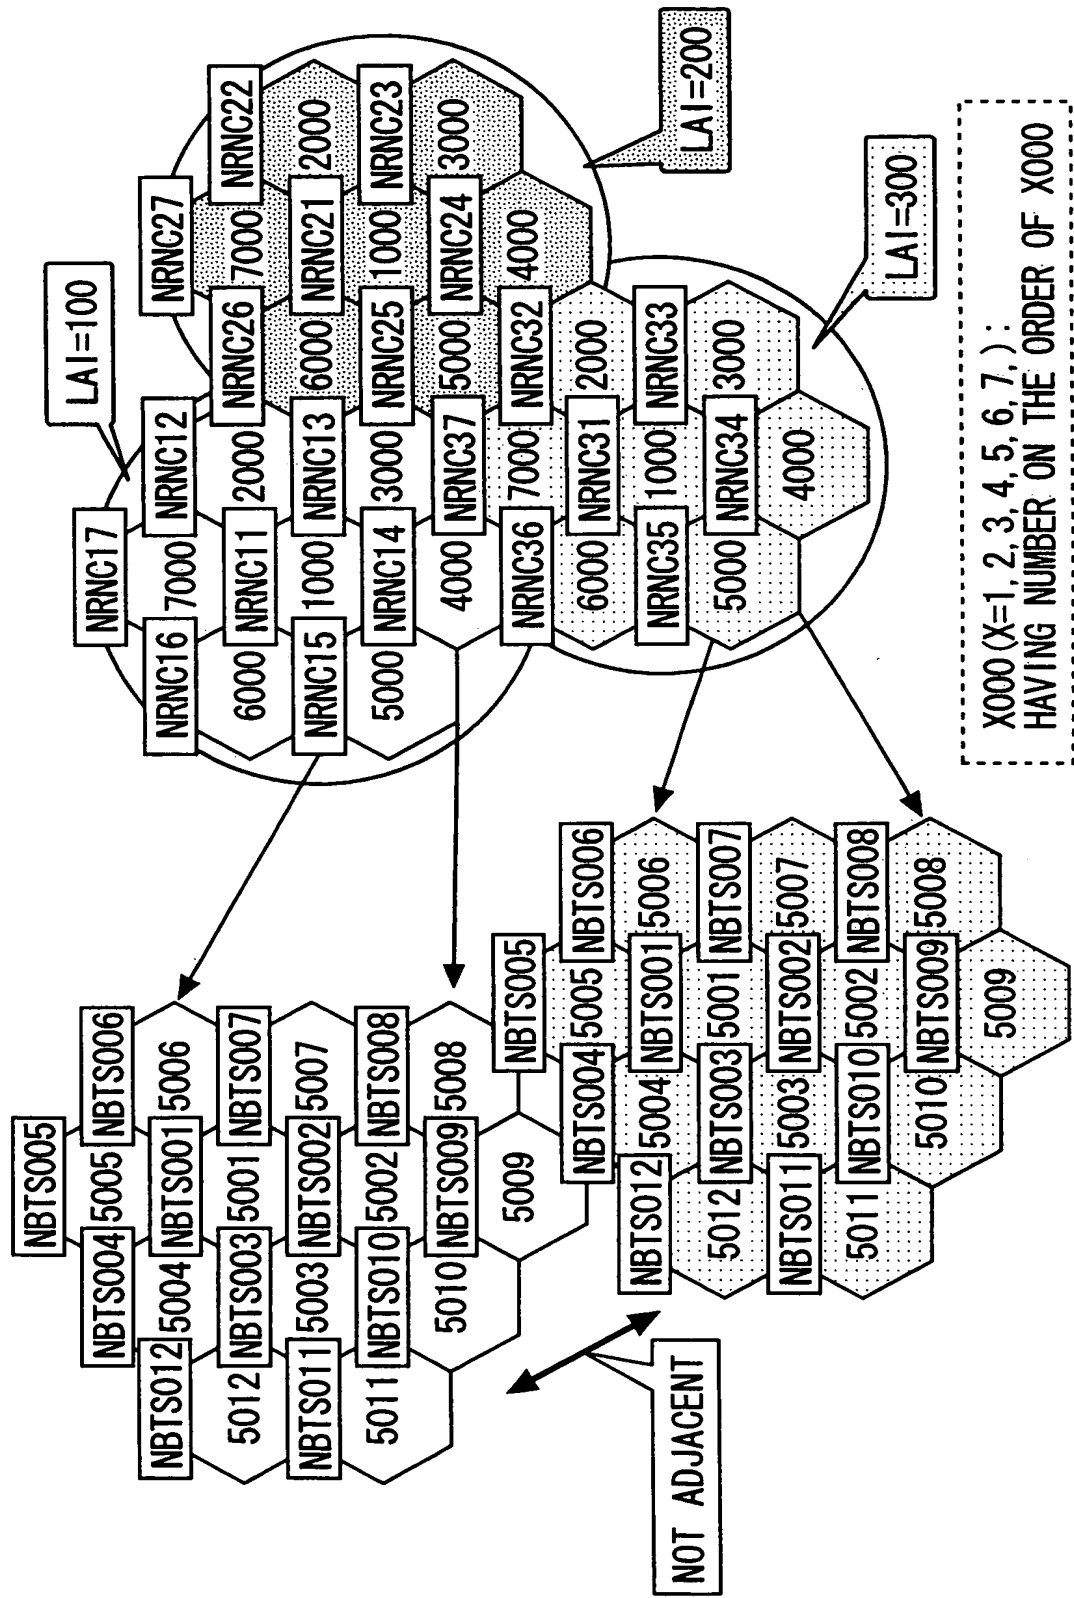 LAI=100
LAI=200
LAI=300
NRNC17
7000
NRNC12
2000
NRNC11
1000
NRNC13
3000
NRNC16
6000
NRNC15
5000
NRNC14
4000
NRNC27
7000
NRNC22
2000
NRNC26
6000
NRNC21
1000
NRNC23
3000
NRNC25
5000
NRNC24
4000
NRNC37
7000
NRNC32
2000
NRNC36
6000
NRNC31
1000
NRNC33
3000
NRNC35
5000
NRNC34
4000
NBTS005
5005
NBTS004
5004
NBTS006
5006
NBTS012
5012
NBTS001
5001
NBTS003
5003
NBTS007
5007
NBTS011
5011
NBTS002
5002
NBTS010
5010
NBTS008
5008
NBTS009
5009
NBTS005
5005
NBTS004
5004
NBTS006
5006
NBTS012
5012
NBTS001
5001
NBTS003
5003
NBTS007
5007
NBTS011
5011
NBTS002
5002
NBTS010
5010
NBTS008
5008
NBTS009
5009
NOT ADJACENT
X000(X=1,2,3,4,5,6,7,):
HAVING NUMBER ON THE ORDER OF X000